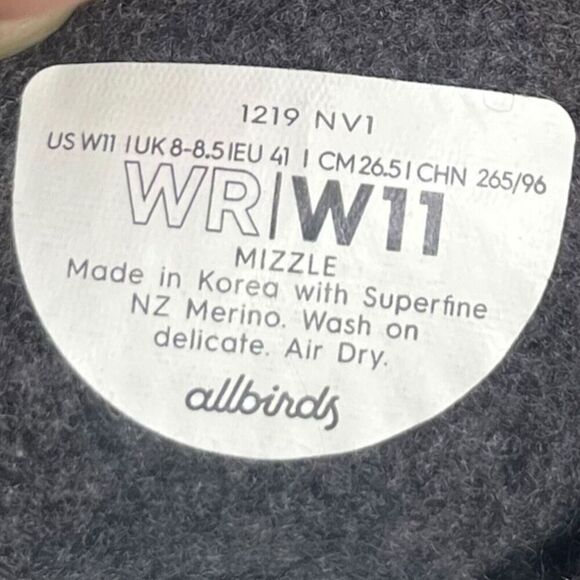 1219 NV1
US W11 | UK 8-8.5|EU 41 | CM 26.5 | CHN 265/96
WR|W11
MIZZLE
Made in Korea with Superfine
NZ Merino. Wash on
delicate. Air Dry.
allbirds